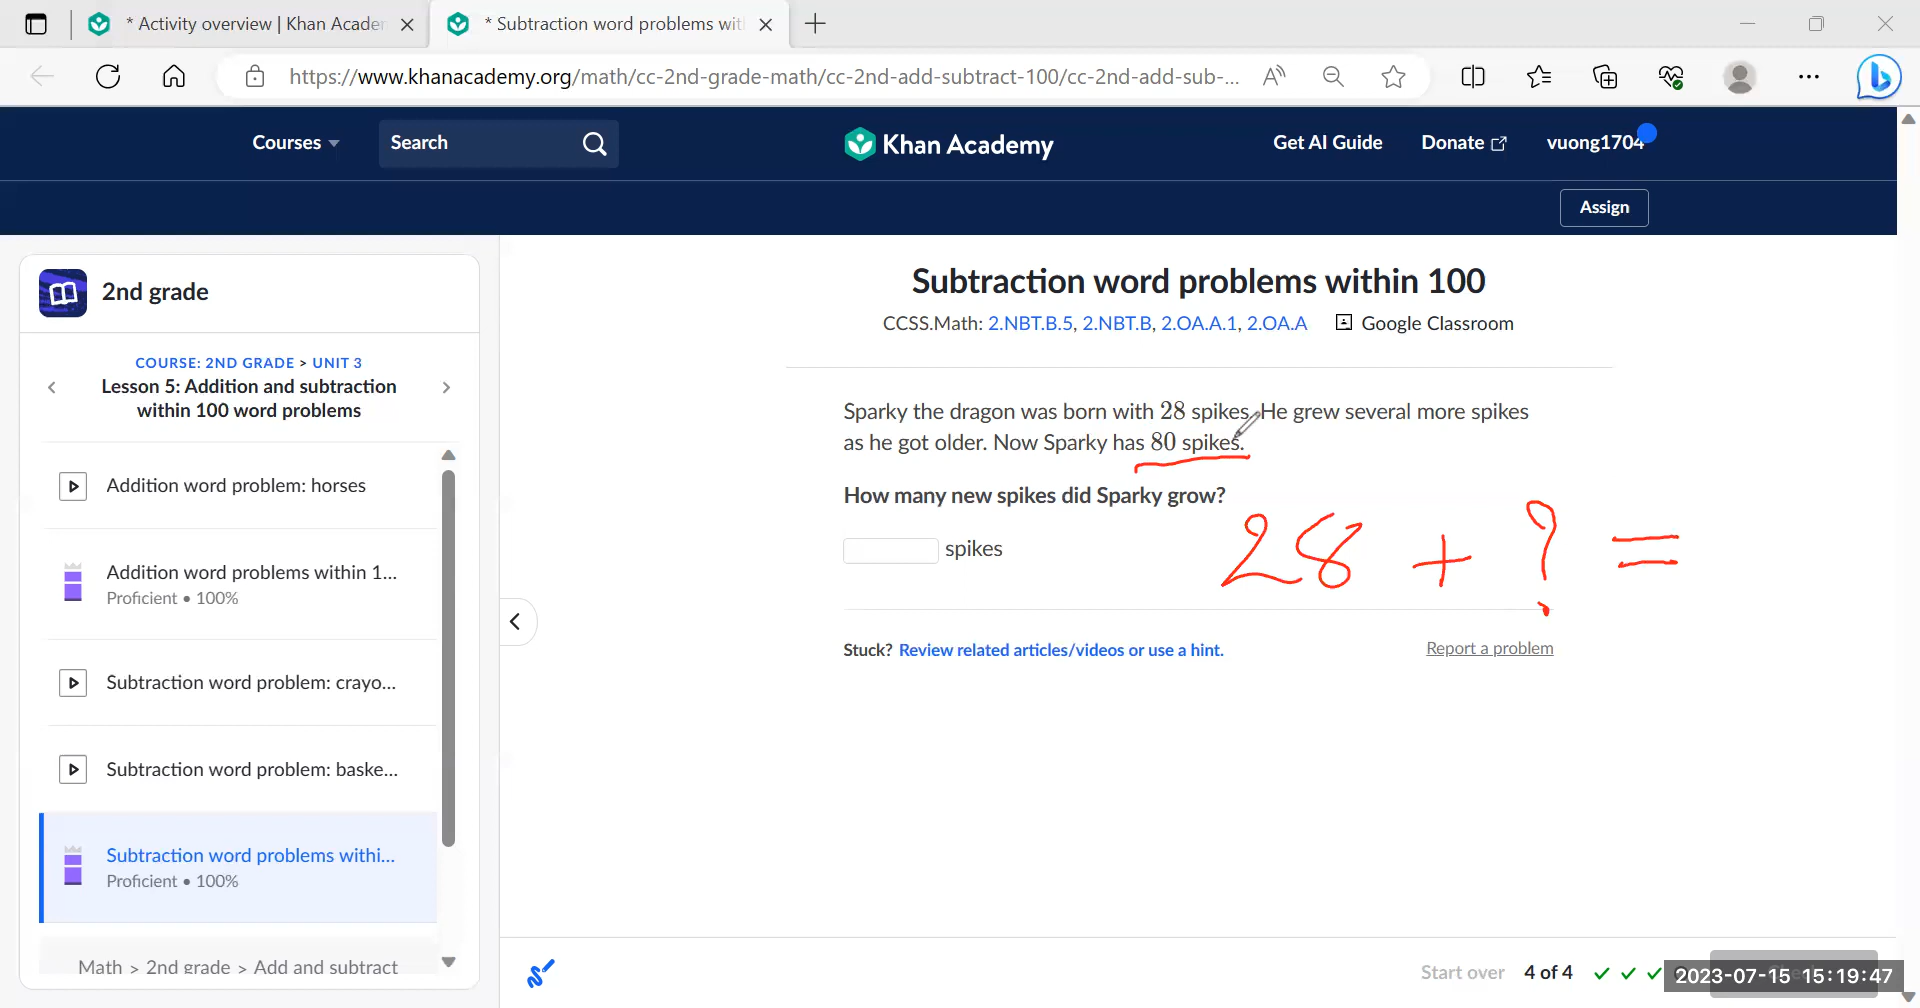 * Activity overview | Khan Acade
* Subtraction word problems wit
https://www.khanacademy.org/math/cc-2nd-grade-math/cc-2nd-add-subtract-100/cc-2nd-add-sub-...
Courses
Search
Khan Academy
Get AI Guide
Donate
vuong1704
Assign
2nd grade
COURSE: 2ND GRADE > UNIT 3
Lesson 5: Addition and subtraction
within 100 word problems
Addition word problem: horses
Addition word problems within 1...
Proficient • 100%
Subtraction word problem: crayo...
Subtraction word problem: baske...
Subtraction word problems withi...
Proficient • 100%
Math > 2nd grade > Add and subtract
Subtraction word problems within 100
CCSS.Math: 2.NBT.B.5, 2.NBT.B, 2.OA.A.1, 2.OA.A
Google Classroom
Sparky the dragon was born with 28 spikes. He grew several more spikes
as he got older. Now Sparky has 80 spikes.
How many new spikes did Sparky grow?
spikes
28 + ? =
Stuck? Review related articles/videos or use a hint.
Report a problem
Start over
4 of 4
2023-07-15 15:19:47